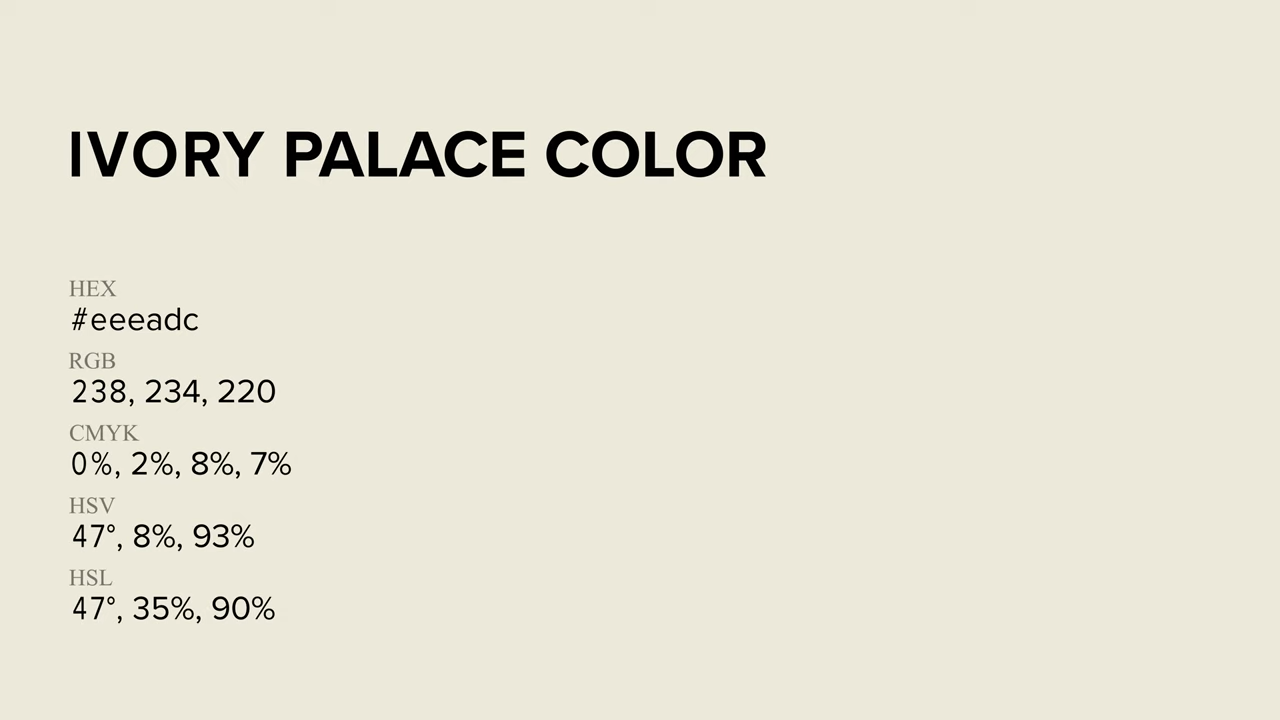 IVORY PALACE COLOR
HEX
#eeeadc
RGB
238, 234, 220
CMYK
0%, 2%, 8%, 7%
HSV
47°, 8%, 93%
HSL
47°, 35%, 90%